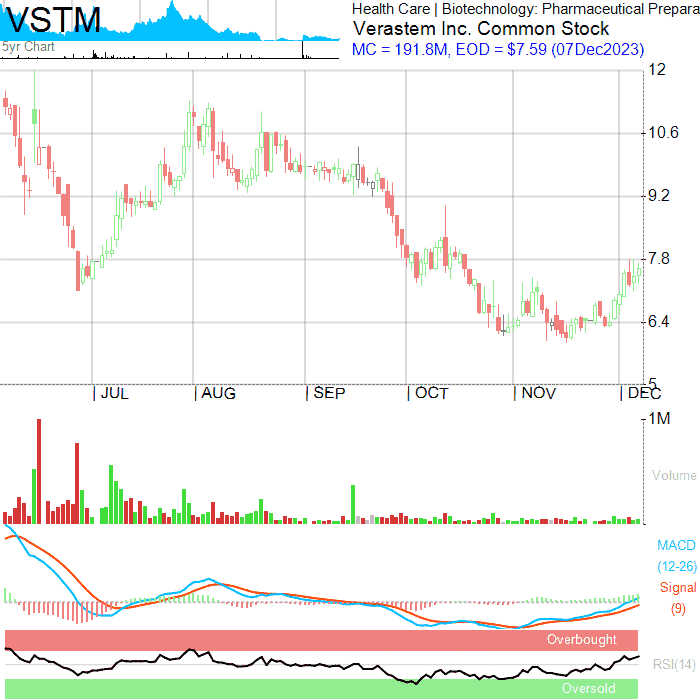 VSTM
5yr Chart
Health Care | Biotechnology: Pharmaceutical Prepara
Verastem Inc. Common Stock
MC = 191.8M, EOD = $7.59 (07Dec2023)
12
10.6
9.2
7.8
6.4
5
JUL AUG SEP OCT NOV DEC
1M
Volume
MACD
(12-26)
Signal
(9)
Overbought
RSI(14)
Oversold